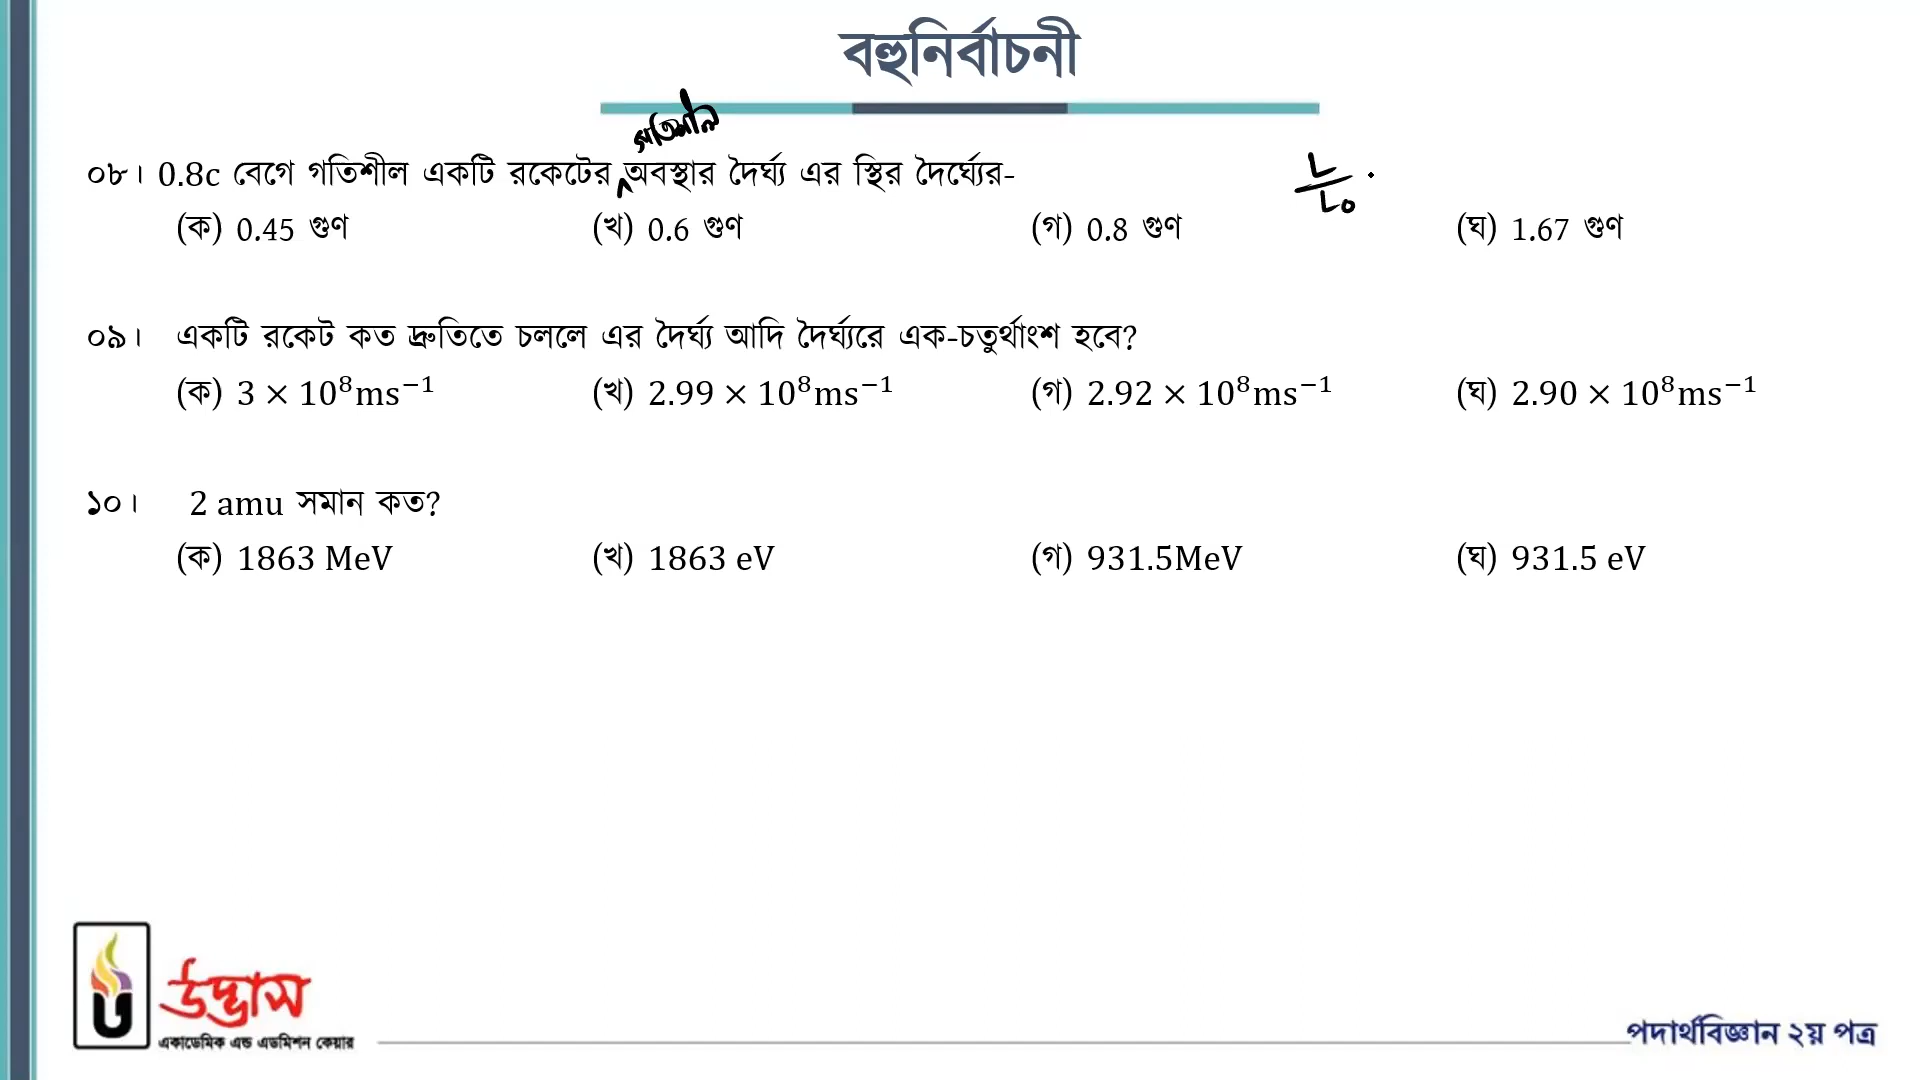 বহুনির্বাচনী
গতিশীল
০৮। 0.8c বেগে গতিশীল একটি রকেটের ^ অবস্থার দৈর্ঘ্য এর স্থির দৈর্ঘ্যের-
L/L₀
(ক) 0.45 গুণ (খ) 0.6 গুণ (গ) 0.8 গুণ (ঘ) 1.67 গুণ
০৯। একটি রকেট কত দ্রুতিতে চললে এর দৈর্ঘ্য আদি দৈর্ঘ্যরে এক-চতুর্থাংশ হবে?
(ক) 3 × 10⁸ms⁻¹ (খ) 2.99 × 10⁸ms⁻¹ (গ) 2.92 × 10⁸ms⁻¹ (ঘ) 2.90 × 10⁸ms⁻¹
১০। 2 amu সমান কত?
(ক) 1863 MeV (খ) 1863 eV (গ) 931.5MeV (ঘ) 931.5 eV
উদ্ভাস
একাডেমিক এন্ড এডমিশন কেয়ার
পদার্থবিজ্ঞান ২য় পত্র